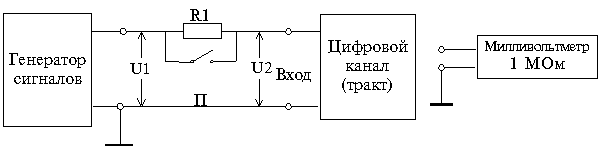 R1
Генератор
сигналов
U1
U2
Вход
П
Цифровой
канал
(тракт)
Милливольтметр
1 МОм